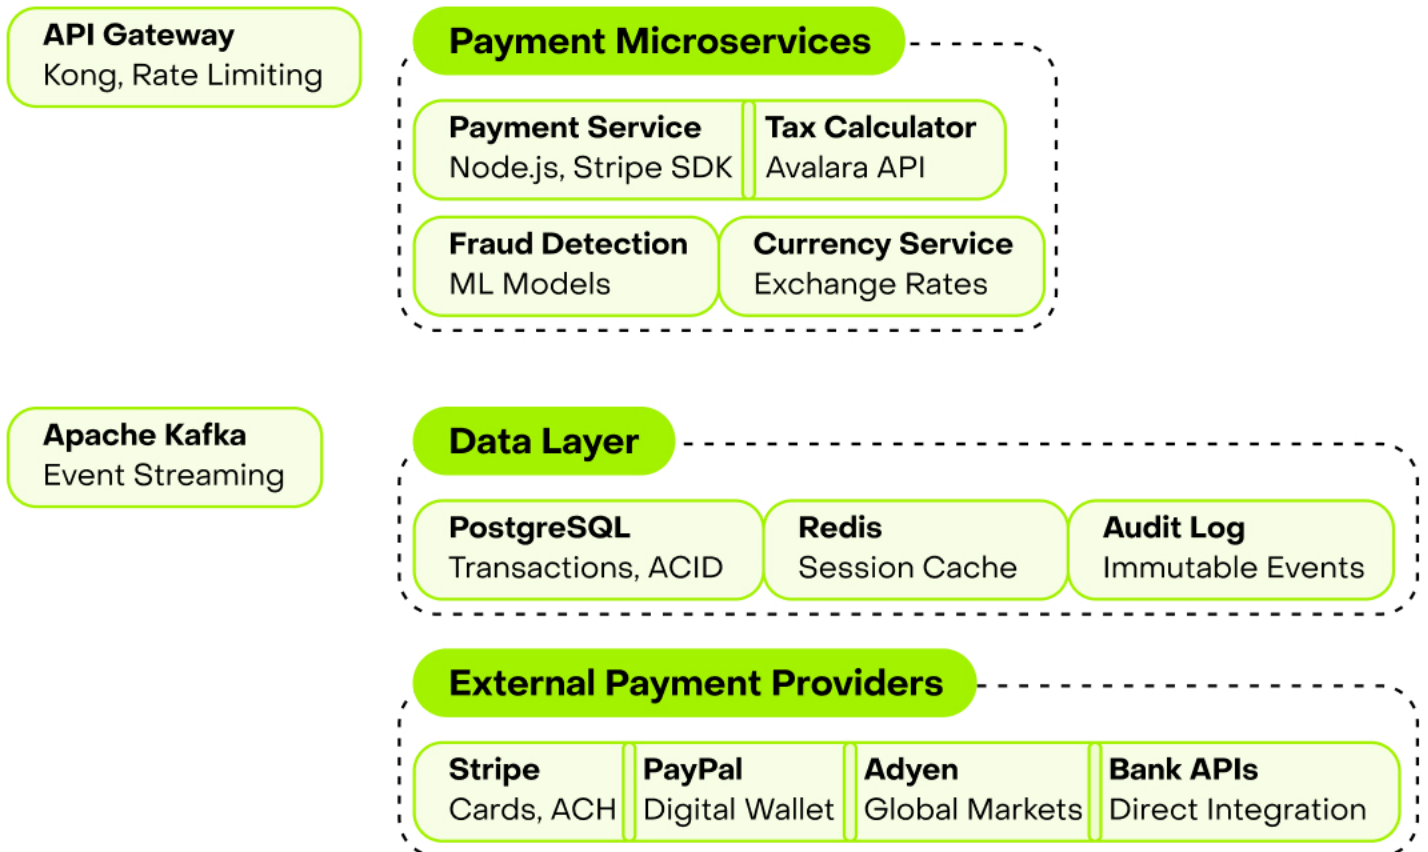 API Gateway
Kong, Rate Limiting
Payment Microservices
Payment Service
Node.js, Stripe SDK
Tax Calculator
Avalara API
Fraud Detection
ML Models
Currency Service
Exchange Rates
Apache Kafka
Event Streaming
Data Layer
PostgreSQL
Transactions, ACID
Redis
Session Cache
Audit Log
Immutable Events
External Payment Providers
Stripe
Cards, ACH
PayPal
Digital Wallet
Adyen
Global Markets
Bank APIs
Direct Integration